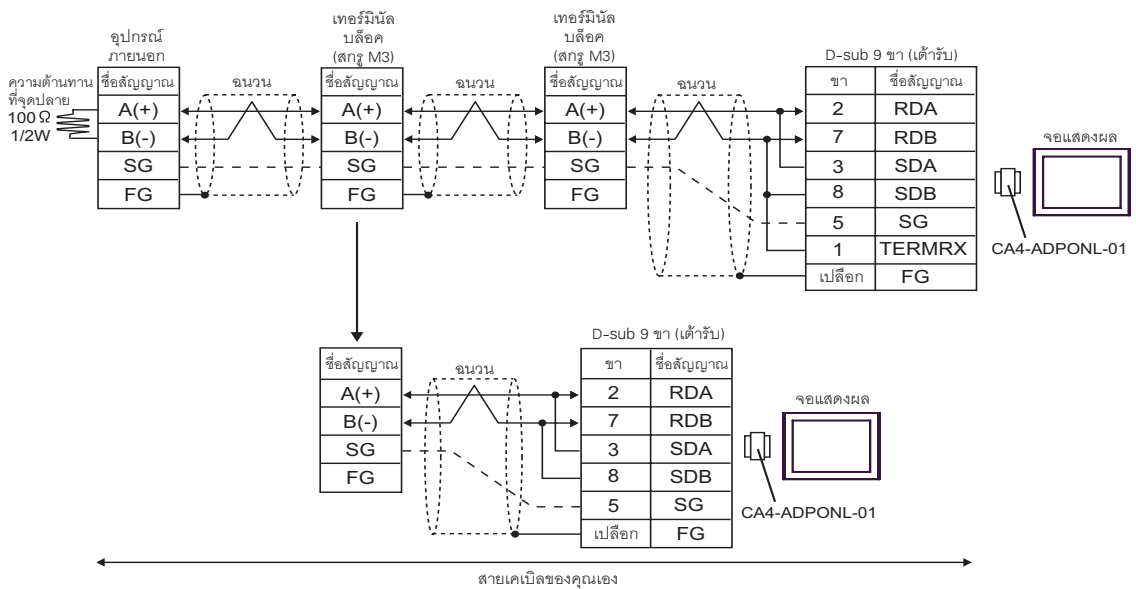 อุปกรณ์
ภายนอก
เทอร์มินัล
บล็อค
(สกรู M3)
เทอร์มินัล
บล็อค
(สกรู M3)
D-sub 9 ขา (เต้ารับ)
ความต้านทาน
ที่จุดปลาย
100 Ω
1/2W
ชื่อสัญญาณ
A(+)
B(-)
SG
FG
ฉนวน
ชื่อสัญญาณ
A(+)
B(-)
SG
FG
ฉนวน
ชื่อสัญญาณ
A(+)
B(-)
SG
FG
ฉนวน
ขา ชื่อสัญญาณ
2 RDA
7 RDB
3 SDA
8 SDB
5 SG
1 TERMRX
เปลือก FG
จอแสดงผล
CA4-ADPONL-01
D-sub 9 ขา (เต้ารับ)
ชื่อสัญญาณ
A(+)
B(-)
SG
FG
ฉนวน
ขา ชื่อสัญญาณ
2 RDA
7 RDB
3 SDA
8 SDB
5 SG
เปลือก FG
จอแสดงผล
CA4-ADPONL-01
สายเคเบิลของคุณเอง